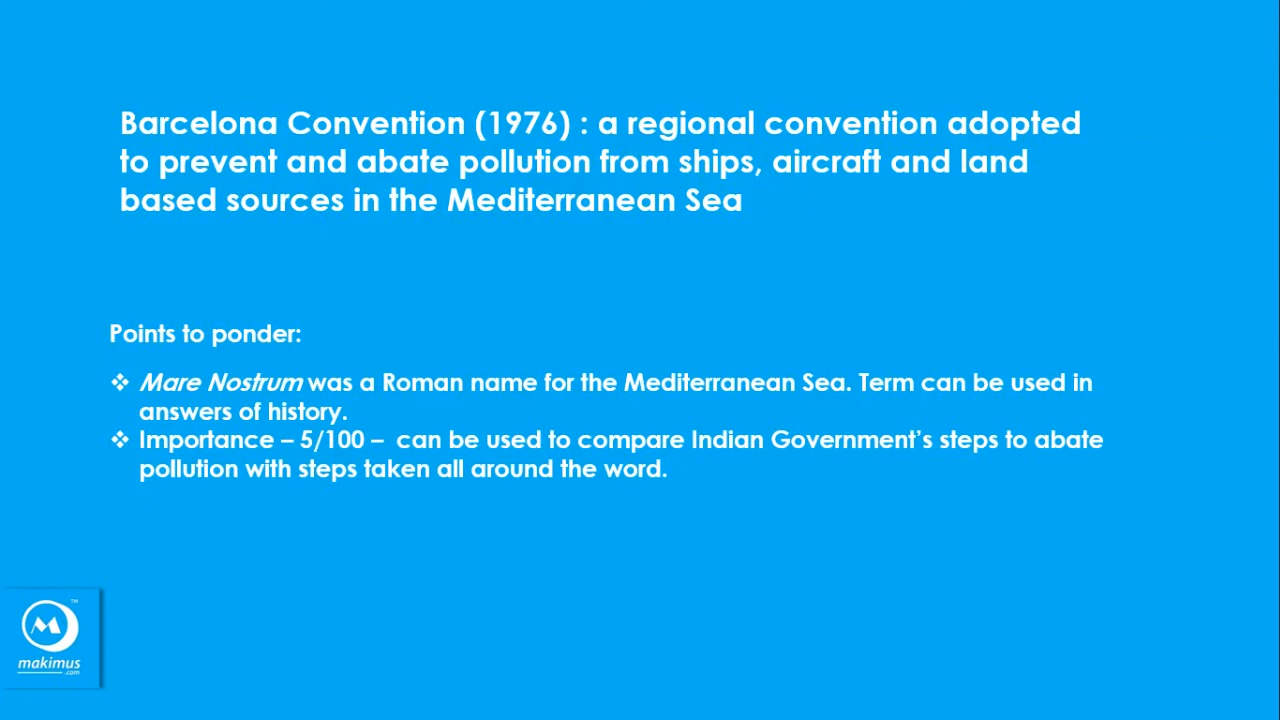 Barcelona Convention (1976) : a regional convention adopted
to prevent and abate pollution from ships, aircraft and land
based sources in the Mediterranean Sea
Points to ponder:
❖ Mare Nostrum was a Roman name for the Mediterranean Sea. Term can be used in
answers of history.
❖ Importance – 5/100 – can be used to compare Indian Government’s steps to abate
pollution with steps taken all around the word.
TM
M
makimus
.com